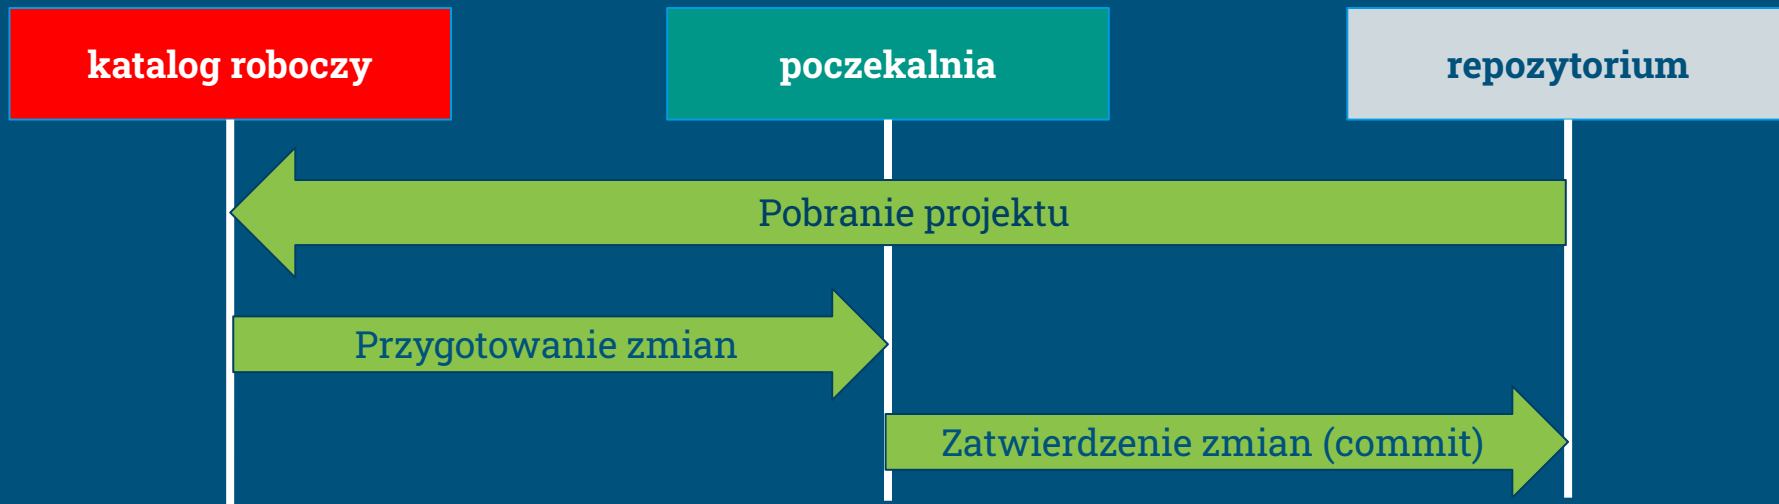 katalog roboczy
poczekalnia
repozytorium
Pobranie projektu
Przygotowanie zmian
Zatwierdzenie zmian (commit)